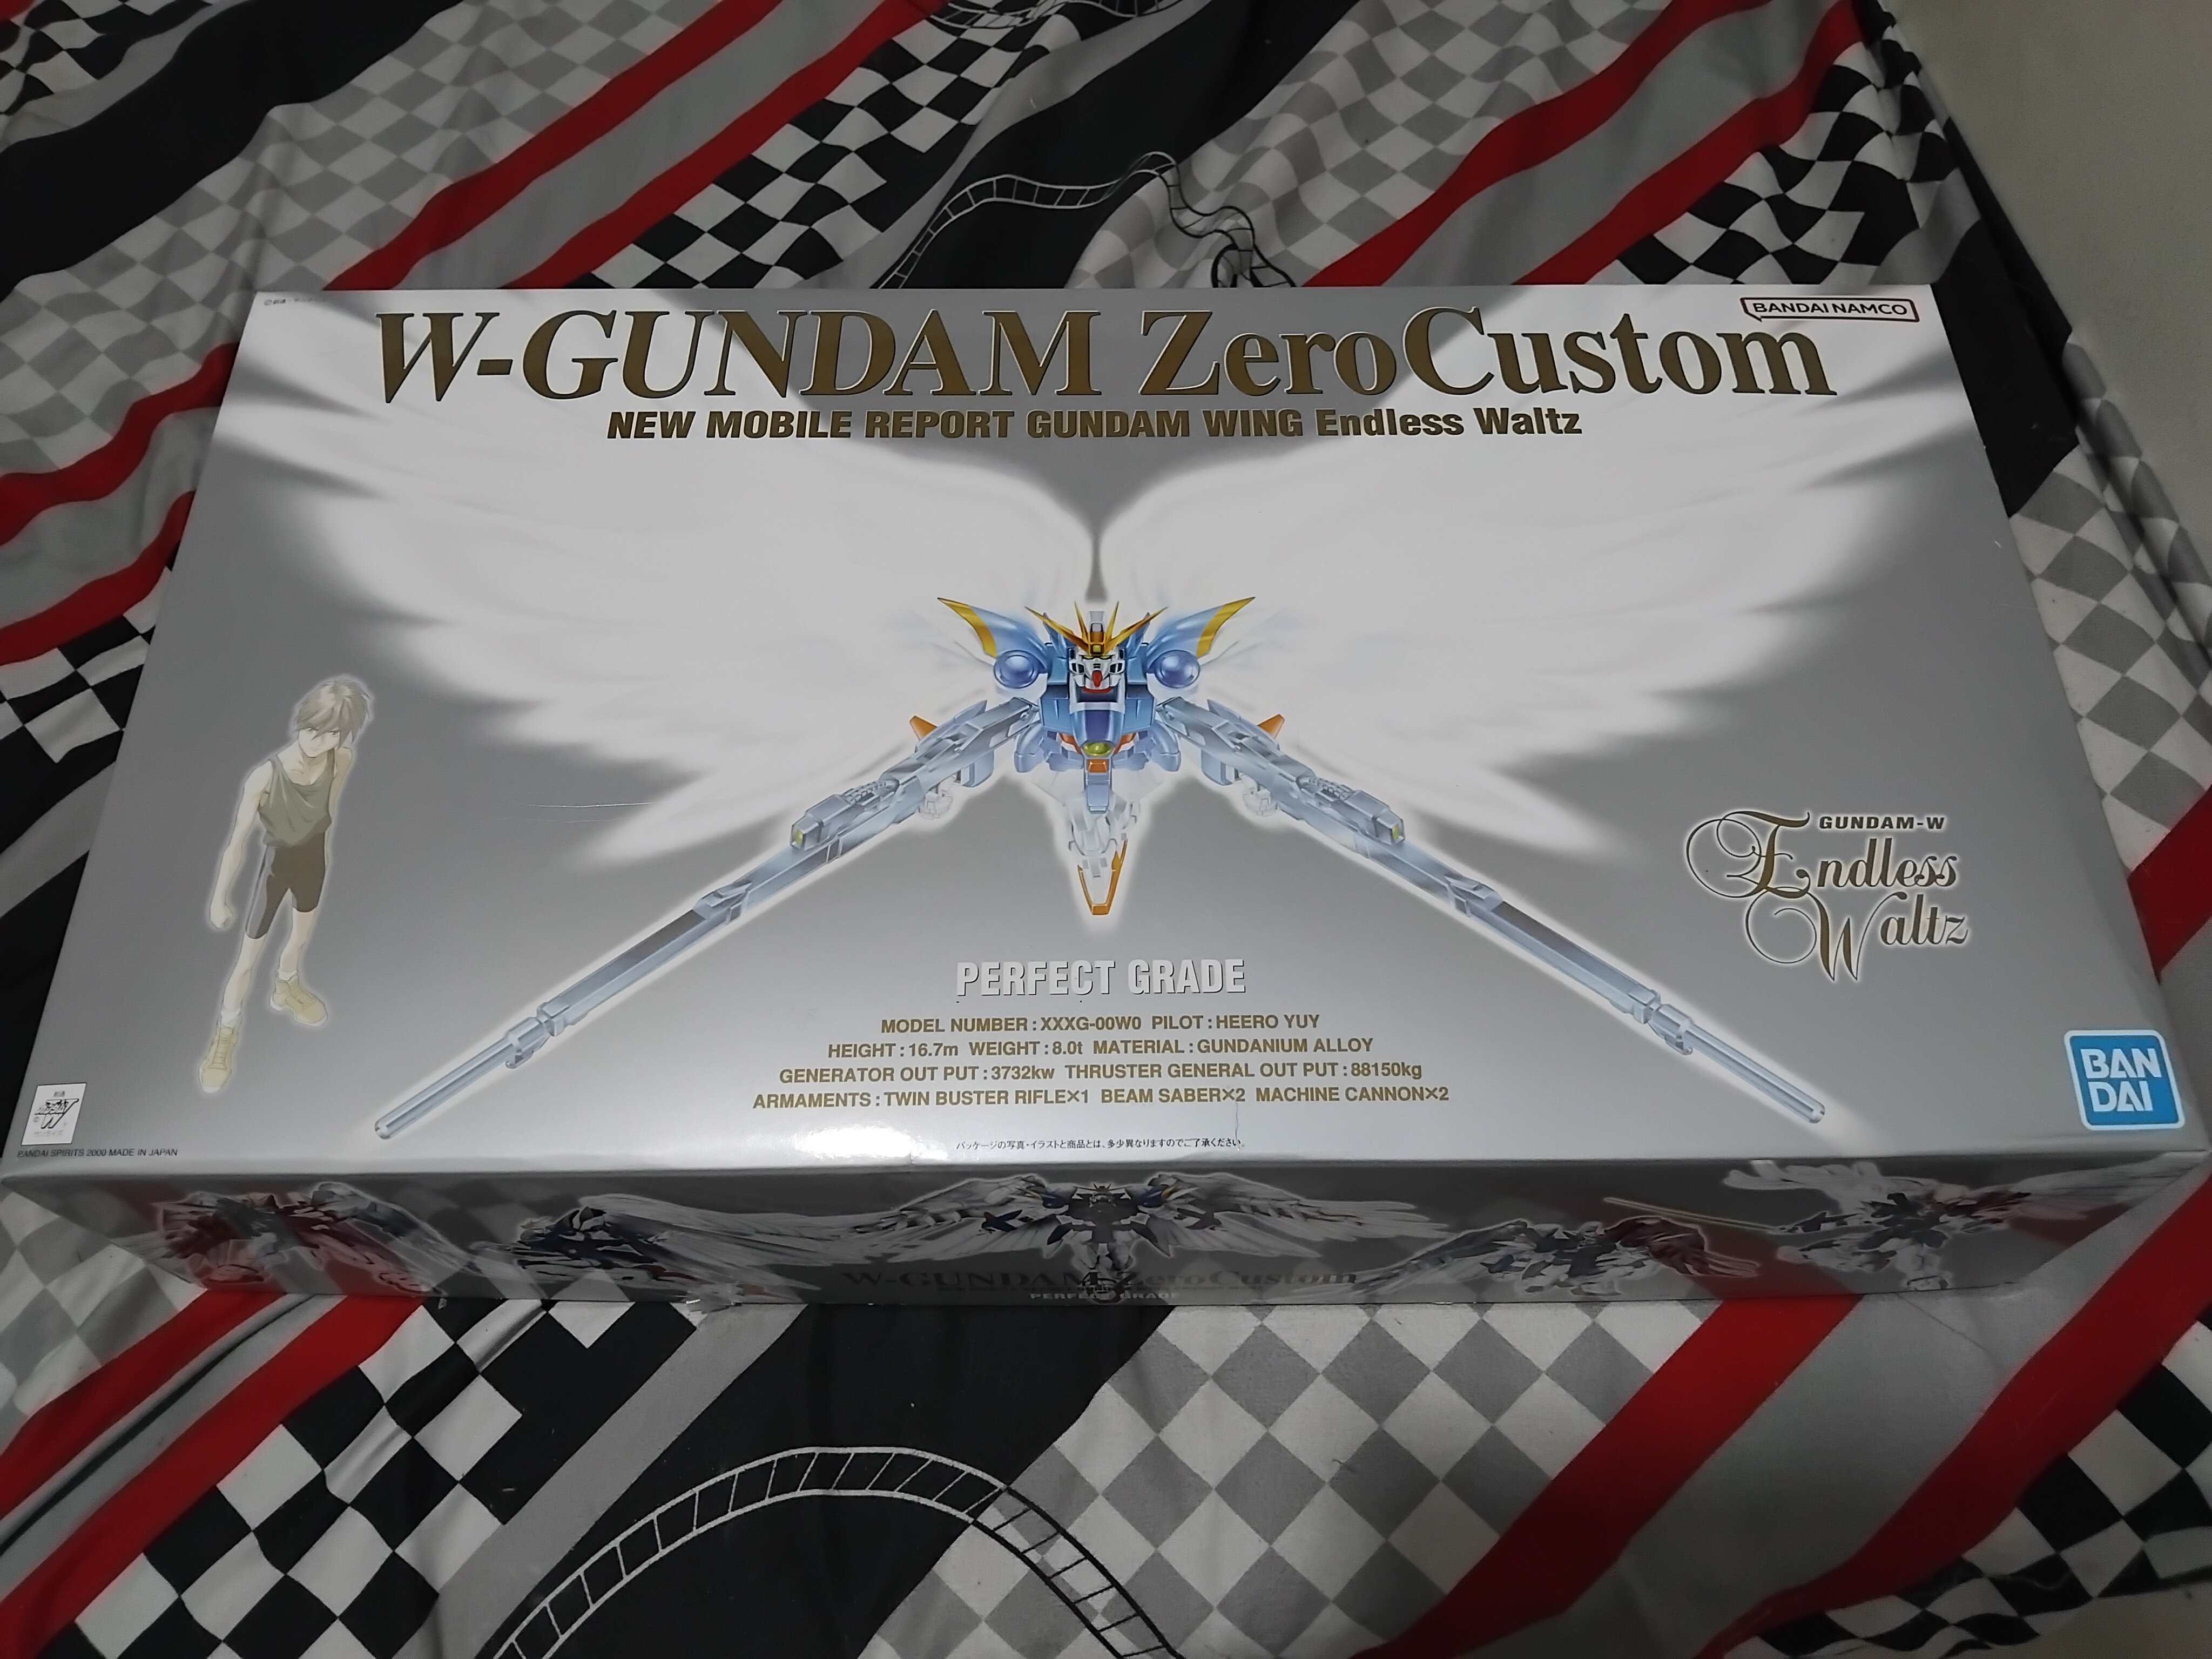 W-GUNDAM ZeroCustom
BANDAI NAMCO
NEW MOBILE REPORT GUNDAM WING Endless Waltz
GUNDAM-W
Endless
Waltz
PERFECT GRADE
MODEL NUMBER : XXXG-00W0 PILOT : HEERO YUY
HEIGHT : 16.7m WEIGHT : 8.0t MATERIAL : GUNDANIUM ALLOY
GENERATOR OUT PUT : 3732kw THRUSTER GENERAL OUT PUT : 88150kg
ARMAMENTS : TWIN BUSTER RIFLE×1 BEAM SABER×2 MACHINE CANNON×2
BAN
DAI
パッケージの写真・イラストと商品とは、多少異なりますのでご了承ください。
BANDAI SPIRITS 2000 MADE IN JAPAN
W-GUNDAM ZeroCustom
PERFECT GRADE